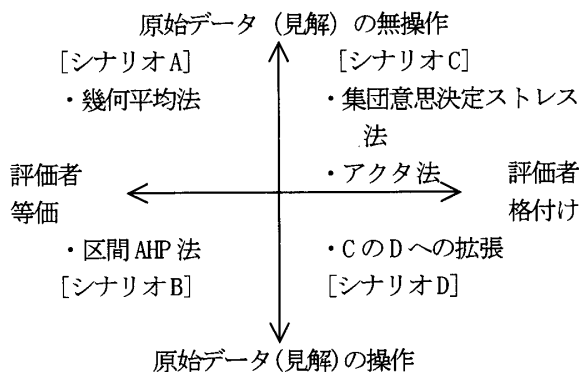 原始データ(見解)の無操作
[シナリオA]
・幾何平均法
[シナリオC]
・集団意思決定ストレス
法
・アクタ法
評価者
等価
評価者
格付け
・区間AHP法
[シナリオB]
・CのDへの拡張
[シナリオD]
原始データ(見解)の操作